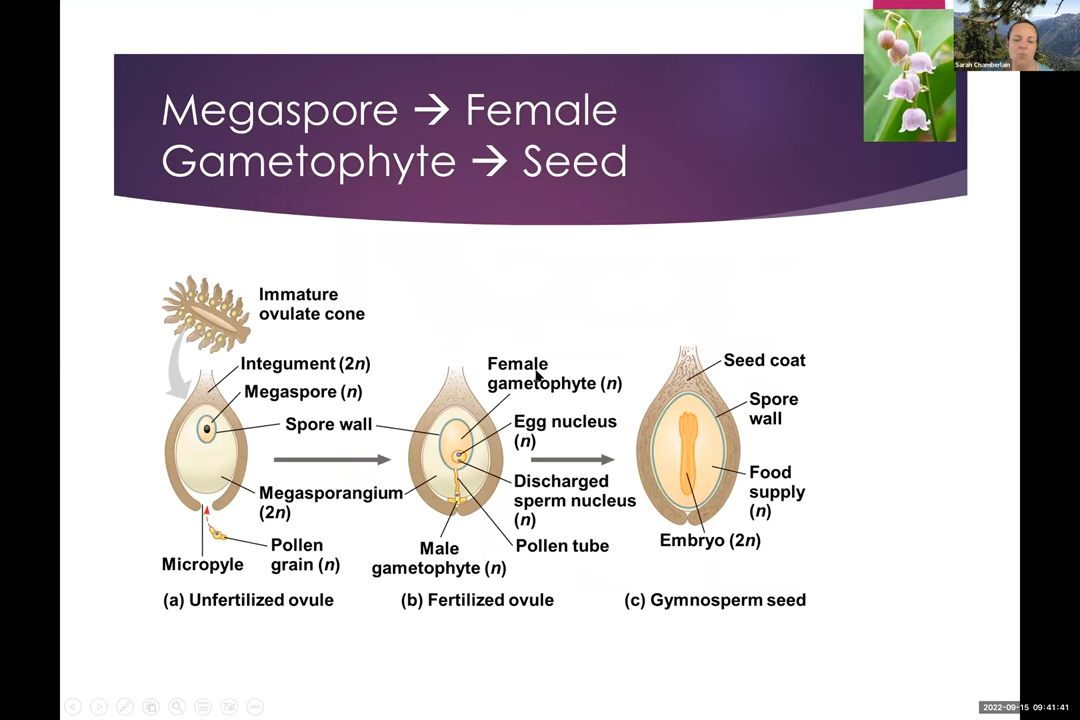 Megaspore → Female
Gametophyte → Seed
Sarah Chamberlain
Immature
ovulate cone
Integument (2n)
Megaspore (n)
Spore wall
Megasporangium
(2n)
Pollen
grain (n)
Micropyle
(a) Unfertilized ovule
Female
gametophyte (n)
Egg nucleus
(n)
Discharged
sperm nucleus
(n)
Pollen tube
Male
gametophyte (n)
(b) Fertilized ovule
Seed coat
Spore
wall
Food
supply
(n)
Embryo (2n)
(c) Gymnosperm seed
2022-09-15 09:41:41